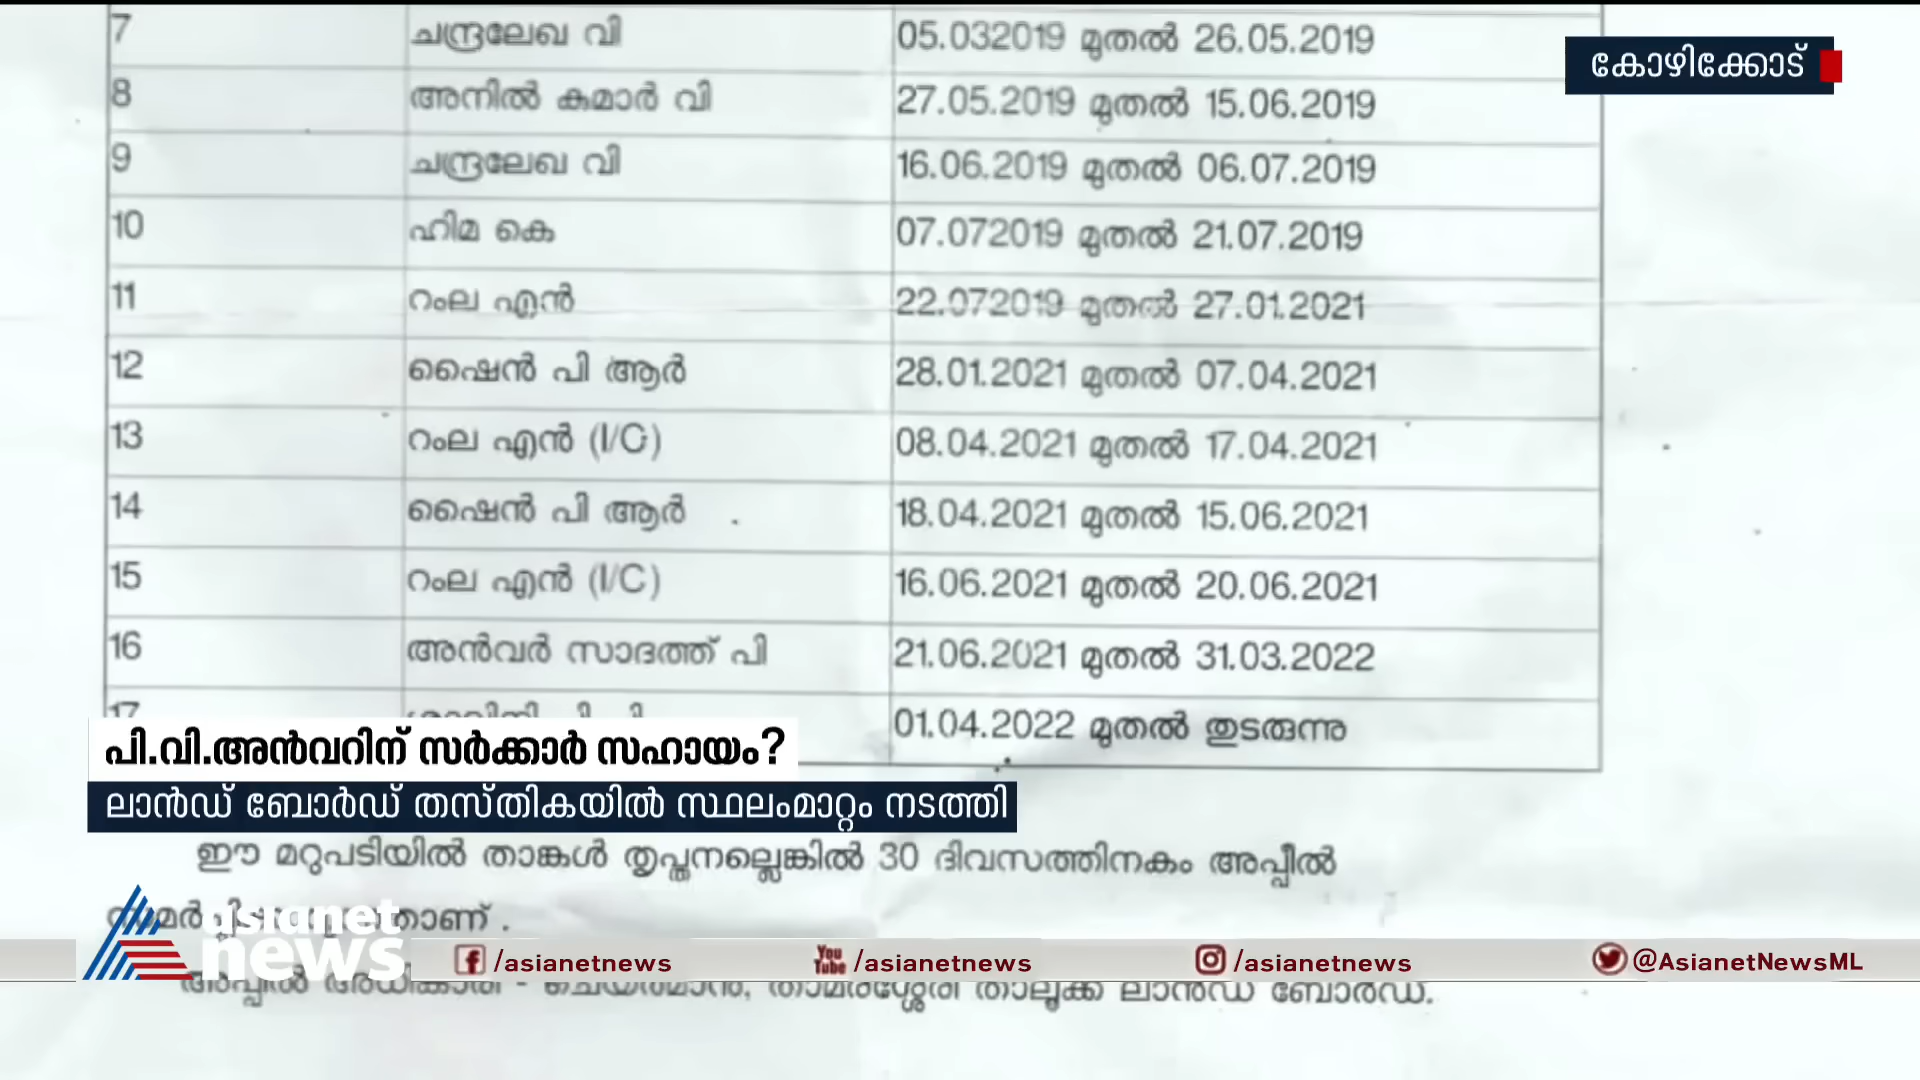 7 ചന്ദ്രലേഖ വി 05.032019 മുതൽ 26.05.2019
കോഴിക്കോട്
8 അനിൽ കുമാർ വി 27.05.2019 മുതൽ 15.06.2019
9 ചന്ദ്രലേഖ വി 16.06.2019 മുതൽ 06.07.2019
10 ഹിമ കെ 07.072019 മുതൽ 21.07.2019
11 റംല എൻ 22.072019 മുതൽ 27.01.2021
12 ഷൈൻ പി ആർ 28.01.2021 മുതൽ 07.04.2021
13 റംല എൻ (I/C) 08.04.2021 മുതൽ 17.04.2021
14 ഷൈൻ പി ആർ 18.04.2021 മുതൽ 15.06.2021
15 റംല എൻ (I/C) 16.06.2021 മുതൽ 20.06.2021
16 അൻവർ സാദത്ത് പി 21.06.2021 മുതൽ 31.03.2022
17 01.04.2022 മുതൽ തുടരുന്നു
പി.വി.അൻവറിന് സർക്കാർ സഹായം?
ലാൻഡ് ബോർഡ് തസ്തികയിൽ സ്ഥലംമാറ്റം നടത്തി
ഈ മറുപടിയിൽ താങ്കൾ തൃപ്തനല്ലെങ്കിൽ 30 ദിവസത്തിനകം അപ്പീൽ
asianet
news
/asianetnews /asianetnews /asianetnews @AsianetNewsML
അപ്പീൽ അധികാരി - ചെയർമാൻ, താമരശ്ശേരി താലൂക്ക് ലാൻഡ് ബോർഡ്.